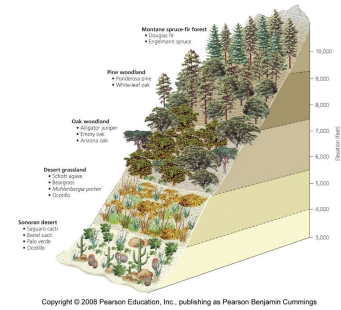 Montane spruce-fir forest
• Douglas fir
• Engelmann spruce
Pine woodland
• Ponderosa pine
• White-leaf oak
Oak woodland
• Alligator juniper
• Emory oak
• Arizona oak
Desert grassland
• Schott agave
• Beargrass
• Muhlenbergia porteri
• Ocotillo
Sonoran desert
• Saguaro cacti
• Barrel cacti
• Palo verde
• Ocotillo
10,000
9,000
8,000
7,000
6,000
5,000
4,000
3,000
Elevation (feet)
Copyright © 2008 Pearson Education, Inc., publishing as Pearson Benjamin Cummings